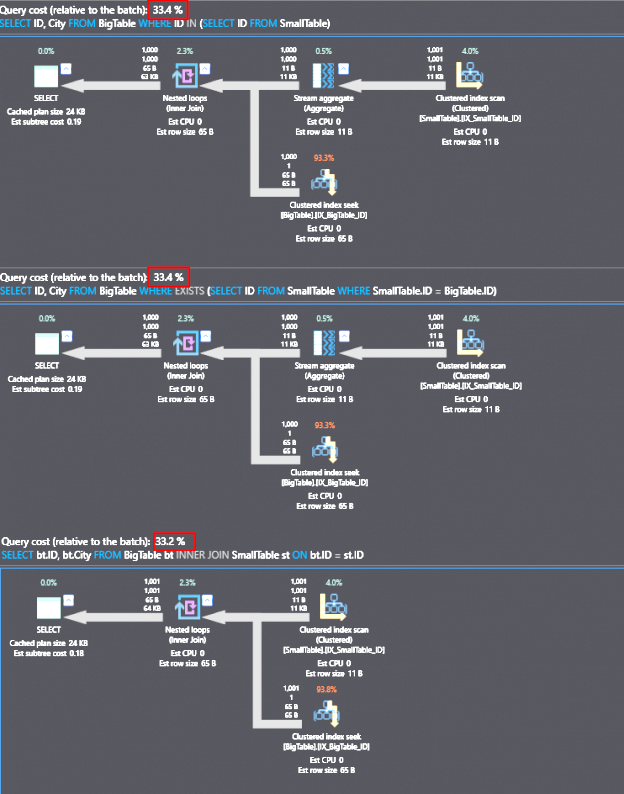 Query cost (relative to the batch): 33.4 %
SELECT ID, City FROM BigTable WHERE ID IN (SELECT ID FROM SmallTable)
0.0%
SELECT
Cached plan size 24 KB
Est subtree cost 0.19
1,000
1,000
65 B
63 KB
2.3%
Nested loops
(Inner Join)
Est CPU 0
Est row size 65 B
1,000
1,000
11 B
11 KB
0.5%
Stream aggregate
(Aggregate)
Est CPU 0
Est row size 11 B
1,001
1,001
11 B
11 KB
4.0%
Clustered index scan
(Clustered)
[SmallTable].[IX_SmallTable_ID]
Est CPU 0
Est row size 11 B
1,000
1
65 B
65 B
93.3%
Clustered index seek
[BigTable].[IX_BigTable_ID]
Est CPU 0
Est row size 65 B
Query cost (relative to the batch): 33.4 %
SELECT ID, City FROM BigTable WHERE EXISTS (SELECT ID FROM SmallTable WHERE SmallTable.ID = BigTable.ID)
0.0%
SELECT
Cached plan size 24 KB
Est subtree cost 0.19
1,000
1,000
65 B
63 KB
2.3%
Nested loops
(Inner Join)
Est CPU 0
Est row size 65 B
1,000
1,000
11 B
11 KB
0.5%
Stream aggregate
(Aggregate)
Est CPU 0
Est row size 11 B
1,001
1,001
11 B
11 KB
4.0%
Clustered index scan
(Clustered)
[SmallTable].[IX_SmallTable_ID]
Est CPU 0
Est row size 11 B
1,000
1
65 B
65 B
93.3%
Clustered index seek
[BigTable].[IX_BigTable_ID]
Est CPU 0
Est row size 65 B
Query cost (relative to the batch): 33.2 %
SELECT bt.ID, bt.City FROM BigTable bt INNER JOIN SmallTable st ON bt.ID = st.ID
0.0%
SELECT
Cached plan size 24 KB
Est subtree cost 0.18
1,001
1,001
65 B
64 KB
2.3%
Nested loops
(Inner Join)
Est CPU 0
Est row size 65 B
1,001
1,001
11 B
11 KB
4.0%
Clustered index scan
(Clustered)
[SmallTable].[IX_SmallTable_ID]
Est CPU 0
Est row size 11 B
1,001
1
65 B
65 B
93.8%
Clustered index seek
[BigTable].[IX_BigTable_ID]
Est CPU 0
Est row size 65 B